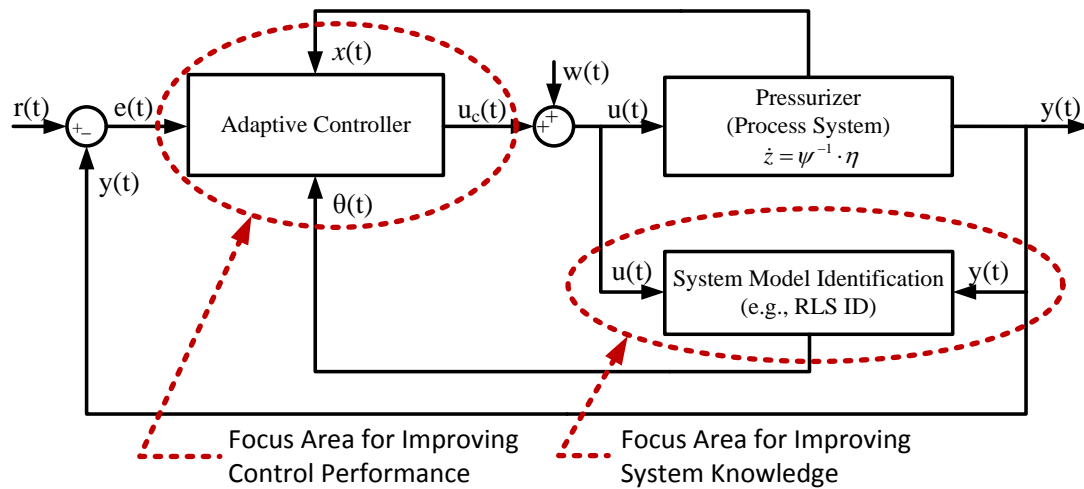 x(t)
w(t)
r(t)
+
−
e(t)
Adaptive Controller
u_c(t)
+
+
u(t)
Pressurizer
(Process System)
ż = ψ⁻¹ · η
y(t)
y(t)
θ(t)
u(t)
System Model Identification
(e.g., RLS ID)
y(t)
Focus Area for Improving
Control Performance
Focus Area for Improving
System Knowledge